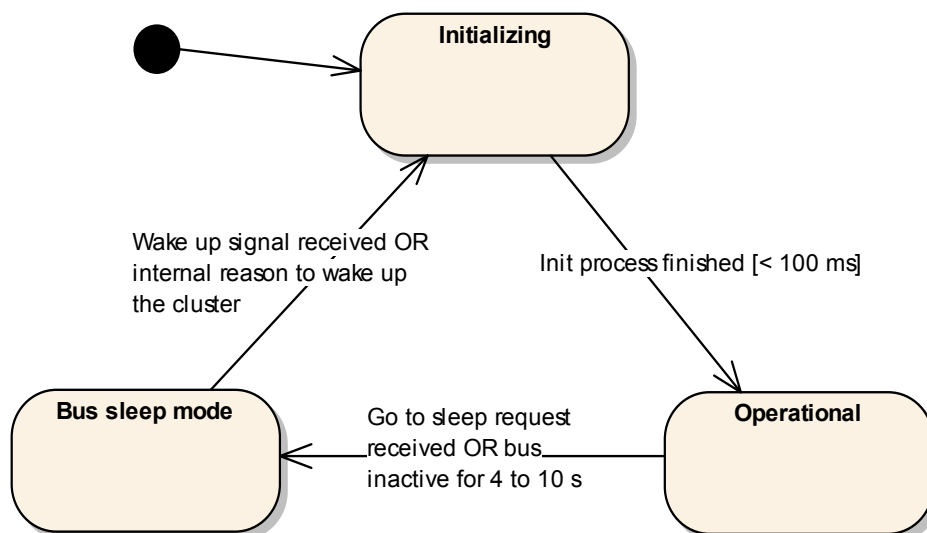 Initializing
Wake up signal received OR
internal reason to wake up
the cluster
Init process finished [< 100 ms]
Bus sleep mode
Go to sleep request
received OR bus
inactive for 4 to 10 s
Operational